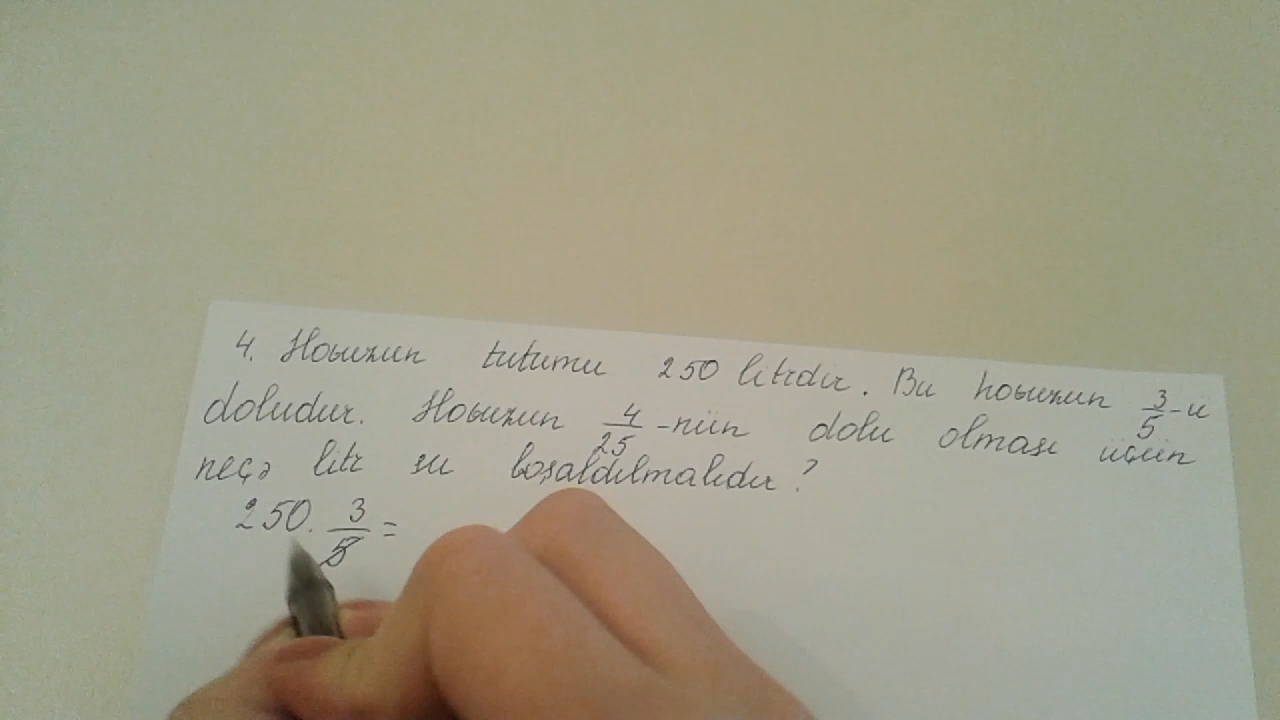 4. Hovuzun tutumu 250 litrdir. Bu hovuzun 3/5-ü
doludur. Hovuzun 4/25-nün dolu olması üçün
neçə litr su boşaldılmalıdır?
250. 3/5 =